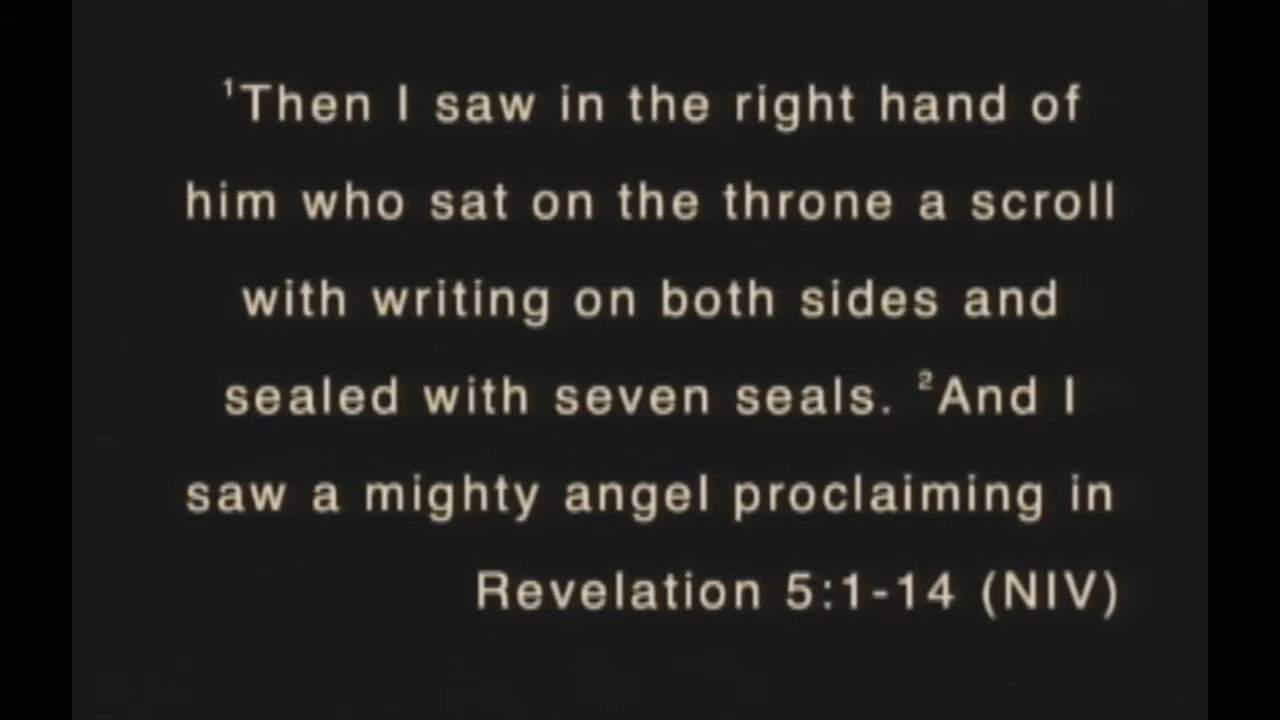 ¹Then I saw in the right hand of
him who sat on the throne a scroll
with writing on both sides and
sealed with seven seals. ²And I
saw a mighty angel proclaiming in
Revelation 5:1-14 (NIV)